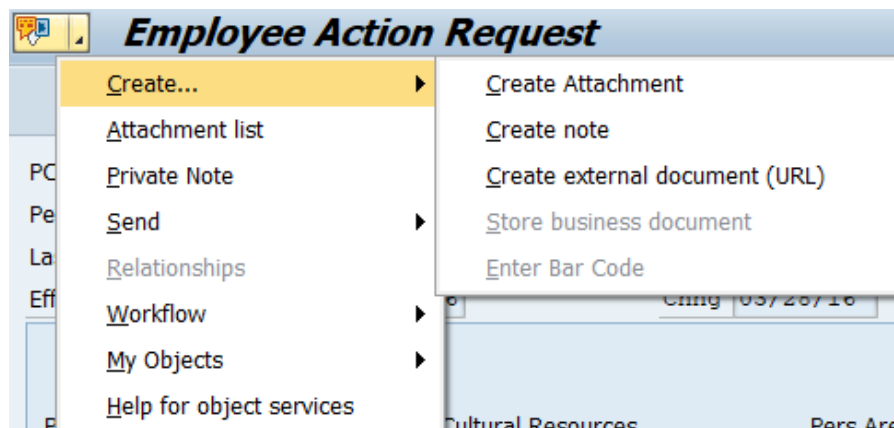 Employee Action Request
Create...
Create Attachment
Attachment list
Create note
PC
Private Note
Create external document (URL)
Pe
Send
Store business document
La
Relationships
Enter Bar Code
Eff
Workflow
Chng 03/28/16
My Objects
Help for object services
Cultural Resources
Pers Are